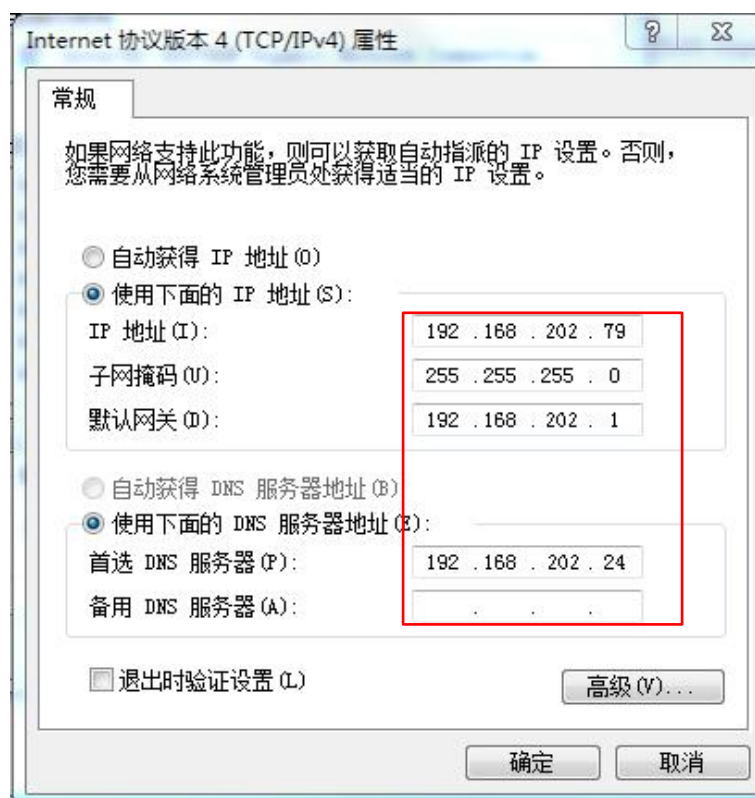 Internet 协议版本 4 (TCP/IPv4) 属性
常规
如果网络支持此功能，则可以获取自动指派的 IP 设置。否则，
您需要从网络系统管理员处获得适当的 IP 设置。
自动获得 IP 地址(O)
使用下面的 IP 地址(S):
IP 地址(I): 192 .168 .202 .79
子网掩码(U): 255 .255 .255 .0
默认网关(D): 192 .168 .202 .1
自动获得 DNS 服务器地址(B)
使用下面的 DNS 服务器地址(E):
首选 DNS 服务器(P): 192 .168 .202 .24
备用 DNS 服务器(A): . . .
退出时验证设置(L)
高级(V)...
确定 取消